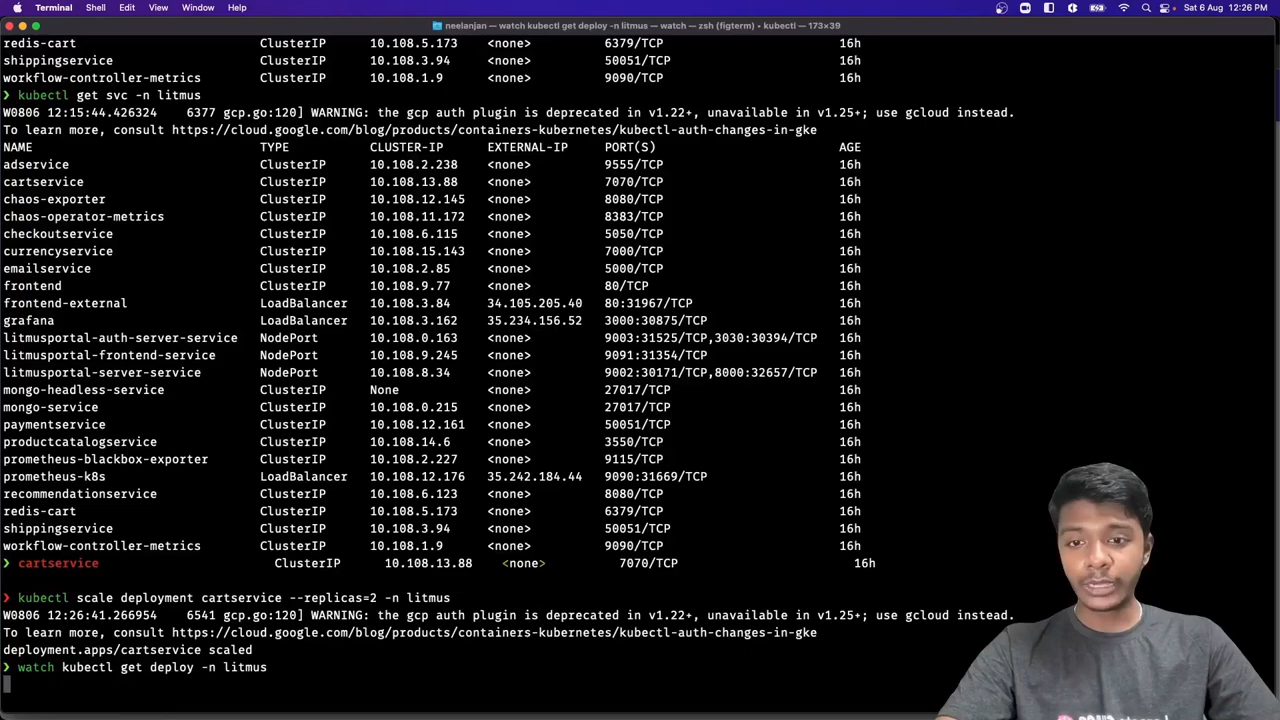 Terminal Shell Edit View Window Help Sat 6 Aug 12:26 PM
neelanjan — watch kubectl get deploy -n litmus — watch — zsh (figterm) • kubectl — 173×39
redis-cart ClusterIP 10.108.5.173 <none> 6379/TCP 16h
shippingservice ClusterIP 10.108.3.94 <none> 50051/TCP 16h
workflow-controller-metrics ClusterIP 10.108.1.9 <none> 9090/TCP 16h
❯ kubectl get svc -n litmus
W0806 12:15:44.426324 6377 gcp.go:120] WARNING: the gcp auth plugin is deprecated in v1.22+, unavailable in v1.25+; use gcloud instead.
To learn more, consult https://cloud.google.com/blog/products/containers-kubernetes/kubectl-auth-changes-in-gke
NAME TYPE CLUSTER-IP EXTERNAL-IP PORT(S) AGE
adservice ClusterIP 10.108.2.238 <none> 9555/TCP 16h
cartservice ClusterIP 10.108.13.88 <none> 7070/TCP 16h
chaos-exporter ClusterIP 10.108.12.145 <none> 8080/TCP 16h
chaos-operator-metrics ClusterIP 10.108.11.172 <none> 8383/TCP 16h
checkoutservice ClusterIP 10.108.6.115 <none> 5050/TCP 16h
currencyservice ClusterIP 10.108.15.143 <none> 7000/TCP 16h
emailservice ClusterIP 10.108.2.85 <none> 5000/TCP 16h
frontend ClusterIP 10.108.9.77 <none> 80/TCP 16h
frontend-external LoadBalancer 10.108.3.84 34.105.205.40 80:31967/TCP 16h
grafana LoadBalancer 10.108.3.162 35.234.156.52 3000:30875/TCP 16h
litmusportal-auth-server-service NodePort 10.108.0.163 <none> 9003:31525/TCP,3030:30394/TCP 16h
litmusportal-frontend-service NodePort 10.108.9.245 <none> 9091:31354/TCP 16h
litmusportal-server-service NodePort 10.108.8.34 <none> 9002:30171/TCP,8000:32657/TCP 16h
mongo-headless-service ClusterIP None <none> 27017/TCP 16h
mongo-service ClusterIP 10.108.0.215 <none> 27017/TCP 16h
paymentservice ClusterIP 10.108.12.161 <none> 50051/TCP 16h
productcatalogservice ClusterIP 10.108.14.6 <none> 3550/TCP 16h
prometheus-blackbox-exporter ClusterIP 10.108.2.227 <none> 9115/TCP 16h
prometheus-k8s LoadBalancer 10.108.12.176 35.242.184.44 9090:31669/TCP 16h
recommendationservice ClusterIP 10.108.6.123 <none> 8080/TCP 16h
redis-cart ClusterIP 10.108.5.173 <none> 6379/TCP 16h
shippingservice ClusterIP 10.108.3.94 <none> 50051/TCP 16h
workflow-controller-metrics ClusterIP 10.108.1.9 <none> 9090/TCP 16h
❯ cartservice ClusterIP 10.108.13.88 <none> 7070/TCP 16h
❯ kubectl scale deployment cartservice --replicas=2 -n litmus
W0806 12:26:41.266954 6541 gcp.go:120] WARNING: the gcp auth plugin is deprecated in v1.22+, unavailable in v1.25+; use gcloud instead.
To learn more, consult https://cloud.google.com/blog/products/containers-kubernetes/kubectl-auth-changes-in-gke
deployment.apps/cartservice scaled
❯ watch kubectl get deploy -n litmus